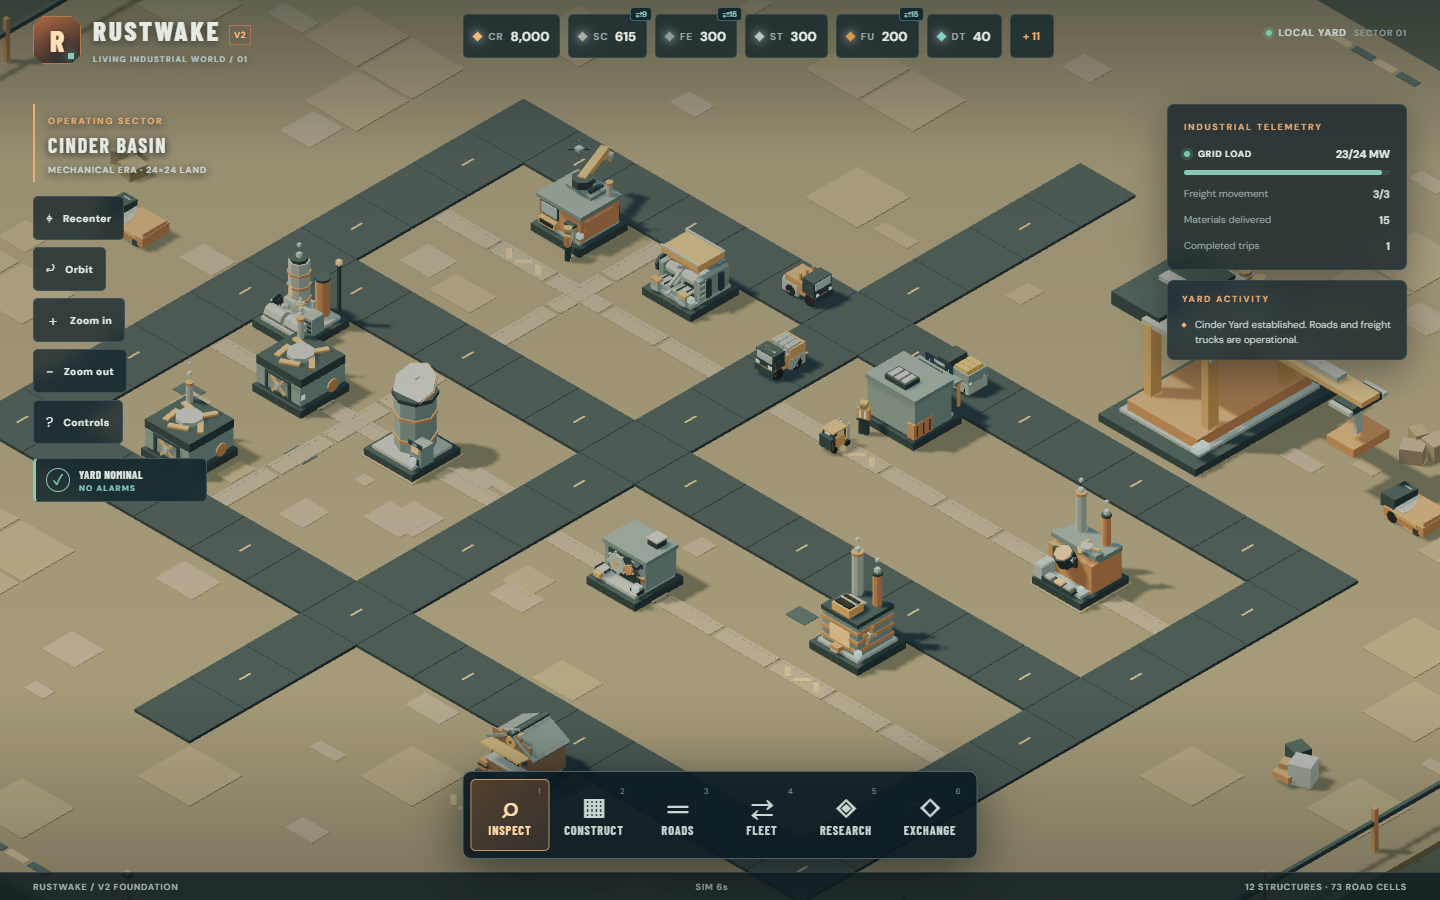 R
RUSTWAKE V2
LIVING INDUSTRIAL WORLD / 01
CR 8,000
SC 615
⇄9
FE 300
⇄15
ST 300
FU 200
⇄15
DT 40
+11
LOCAL YARD SECTOR 01
OPERATING SECTOR
CINDER BASIN
MECHANICAL ERA · 24×24 LAND
Recenter
Orbit
+ Zoom in
− Zoom out
? Controls
YARD NOMINAL
NO ALARMS
INDUSTRIAL TELEMETRY
GRID LOAD 23/24 MW
Freight movement 3/3
Materials delivered 15
Completed trips 1
YARD ACTIVITY
Cinder Yard established. Roads and freight
trucks are operational.
1
INSPECT
2
CONSTRUCT
3
ROADS
4
FLEET
5
RESEARCH
6
EXCHANGE
RUSTWAKE / V2 FOUNDATION
SIM 6s
12 STRUCTURES · 73 ROAD CELLS